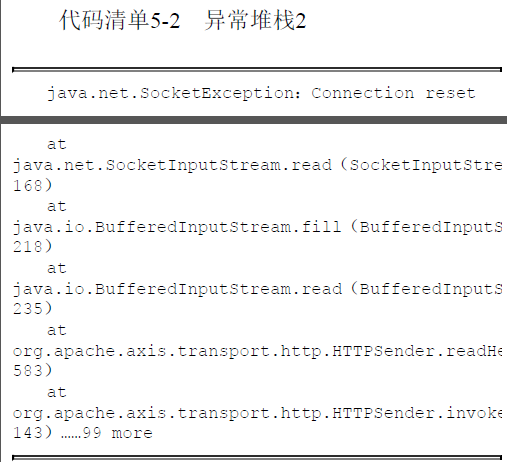 代码清单5-2 异常堆栈2
java.net.SocketException：Connection reset
at
java.net.SocketInputStream.read（SocketInputStre
168）
at
java.io.BufferedInputStream.fill（BufferedInputS
218）
at
java.io.BufferedInputStream.read（BufferedInputS
235）
at
org.apache.axis.transport.http.HTTPSender.readHe
583）
at
org.apache.axis.transport.http.HTTPSender.invoke
143）……99 more